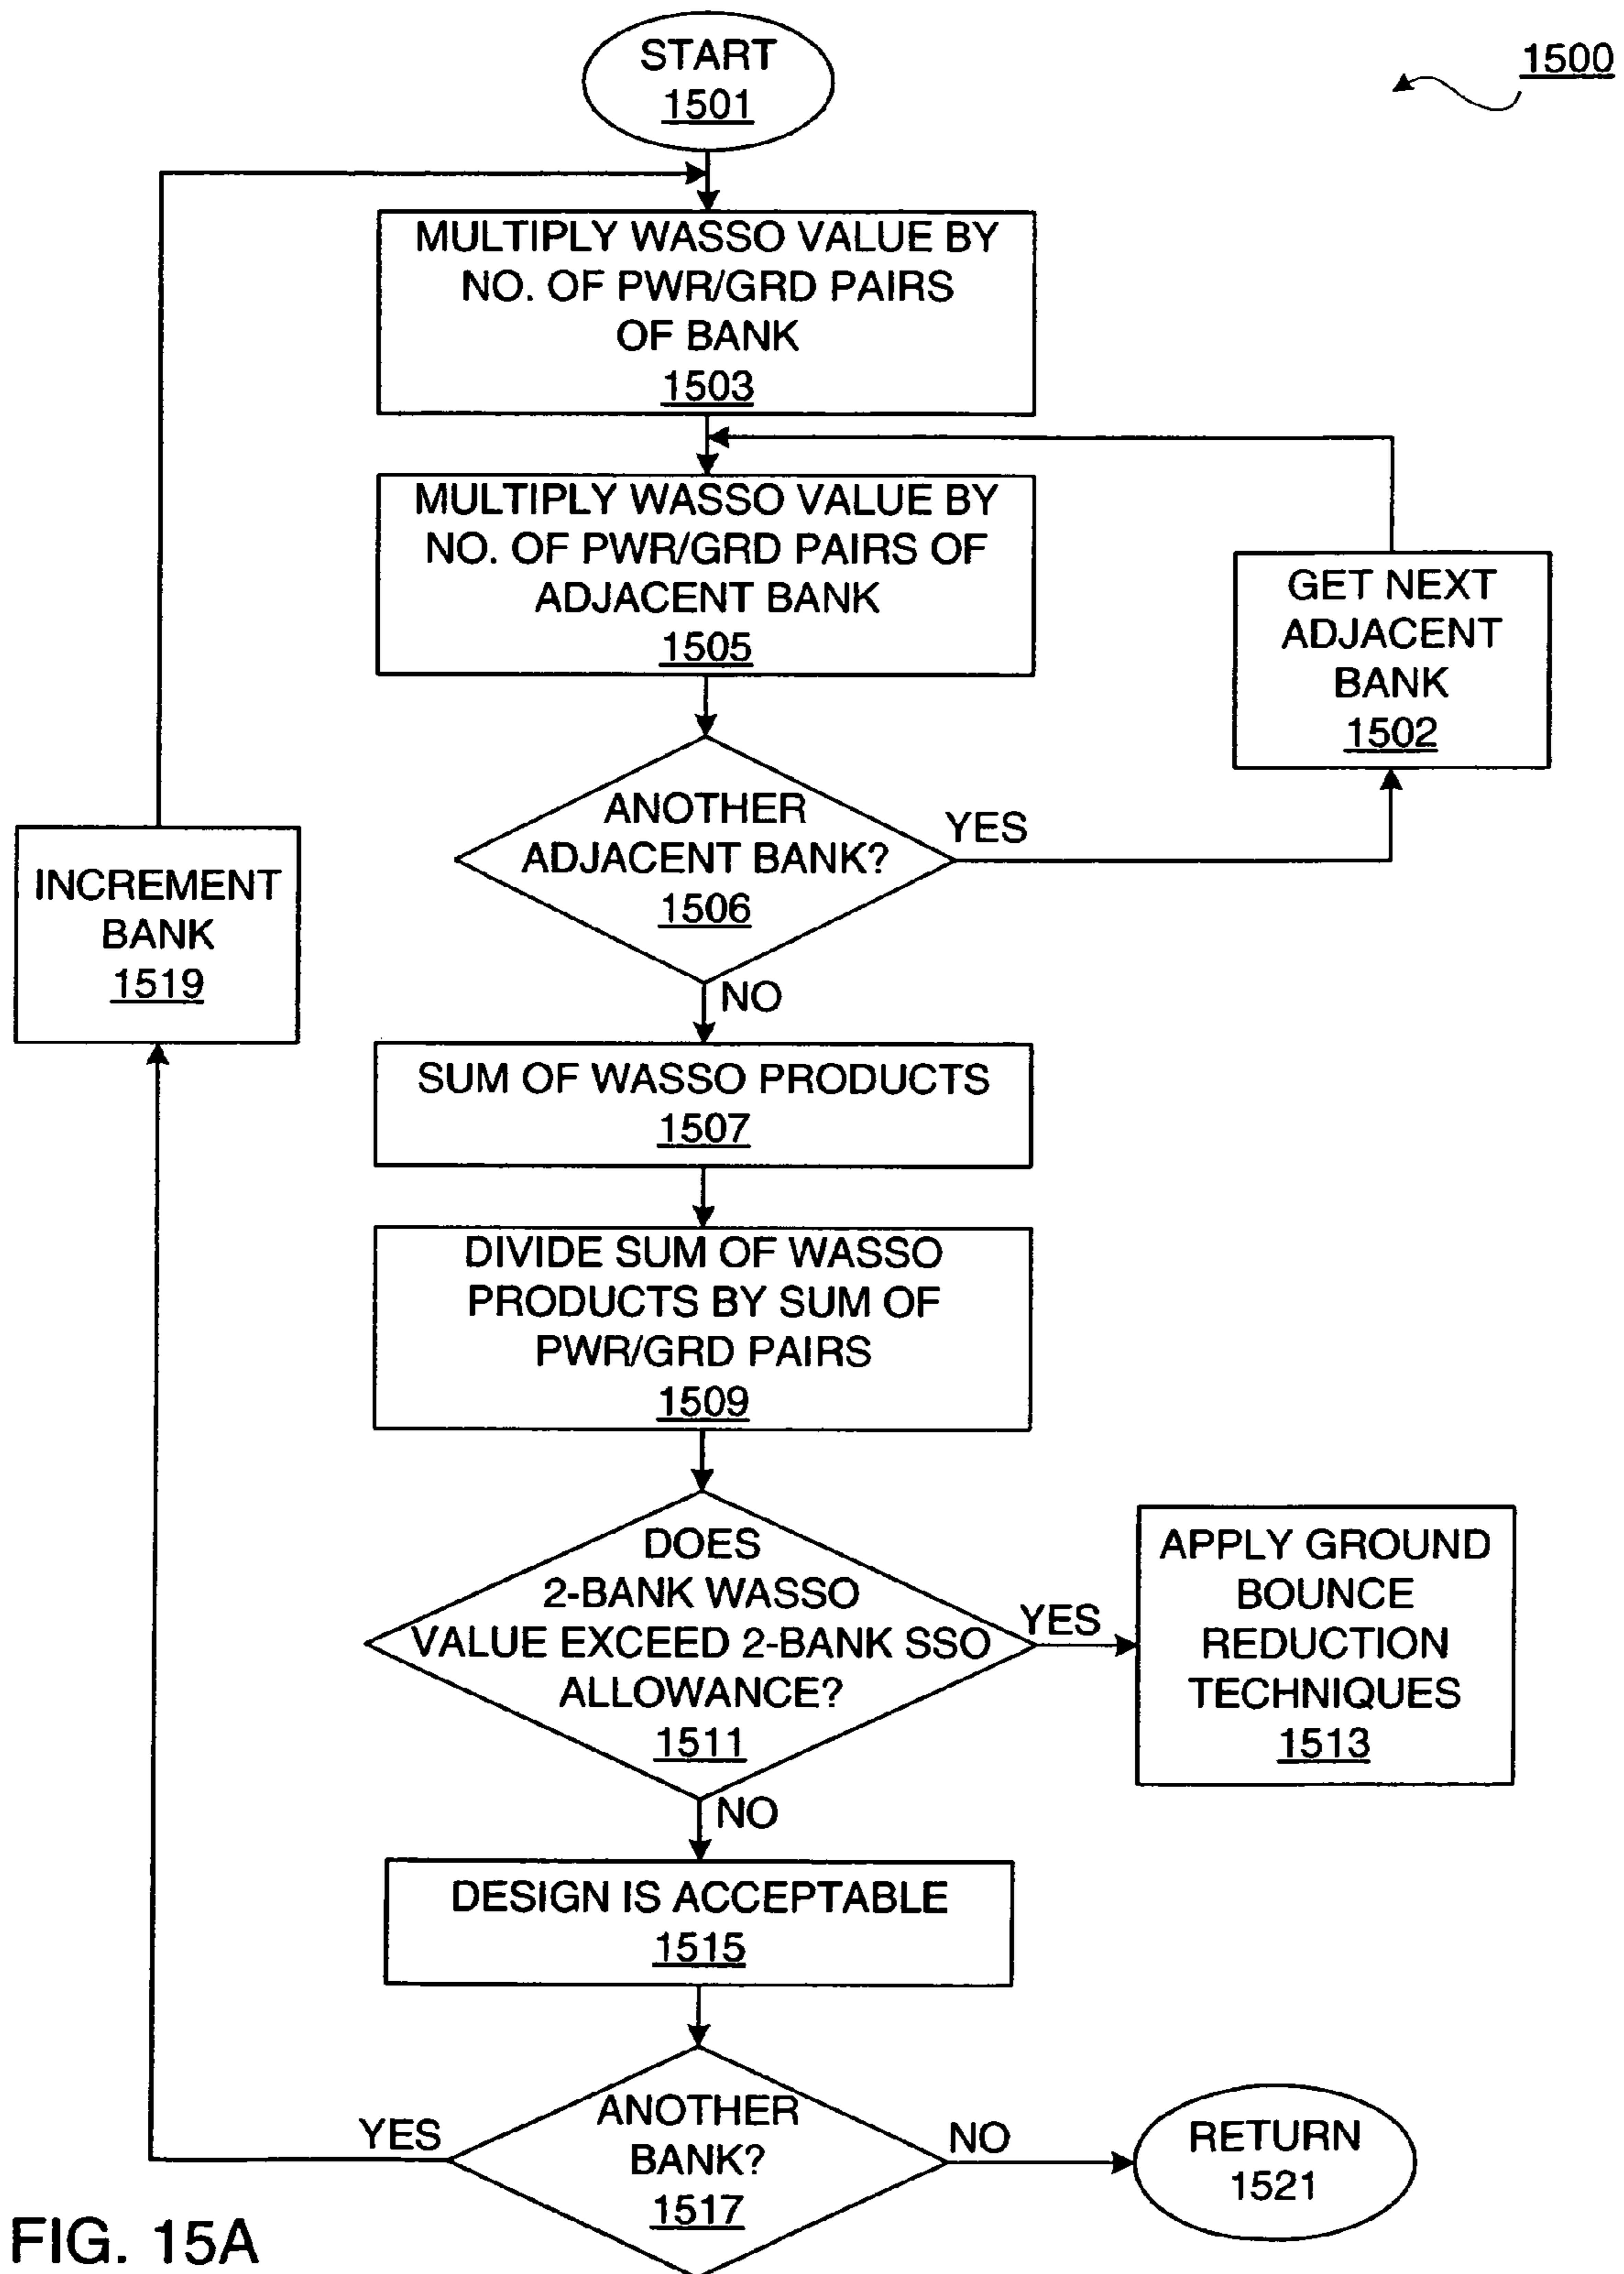 START
1501
1500
MULTIPLY WASSO VALUE BY
NO. OF PWR/GRD PAIRS
OF BANK
1503
MULTIPLY WASSO VALUE BY
NO. OF PWR/GRD PAIRS OF
ADJACENT BANK
1505
GET NEXT
ADJACENT
BANK
1502
ANOTHER
ADJACENT BANK?
1506
YES
INCREMENT
BANK
1519
NO
SUM OF WASSO PRODUCTS
1507
DIVIDE SUM OF WASSO
PRODUCTS BY SUM OF
PWR/GRD PAIRS
1509
DOES
2-BANK WASSO
VALUE EXCEED 2-BANK SSO
ALLOWANCE?
1511
YES
APPLY GROUND
BOUNCE
REDUCTION
TECHNIQUES
1513
NO
DESIGN IS ACCEPTABLE
1515
ANOTHER
BANK?
1517
YES
NO
RETURN
1521
FIG. 15A